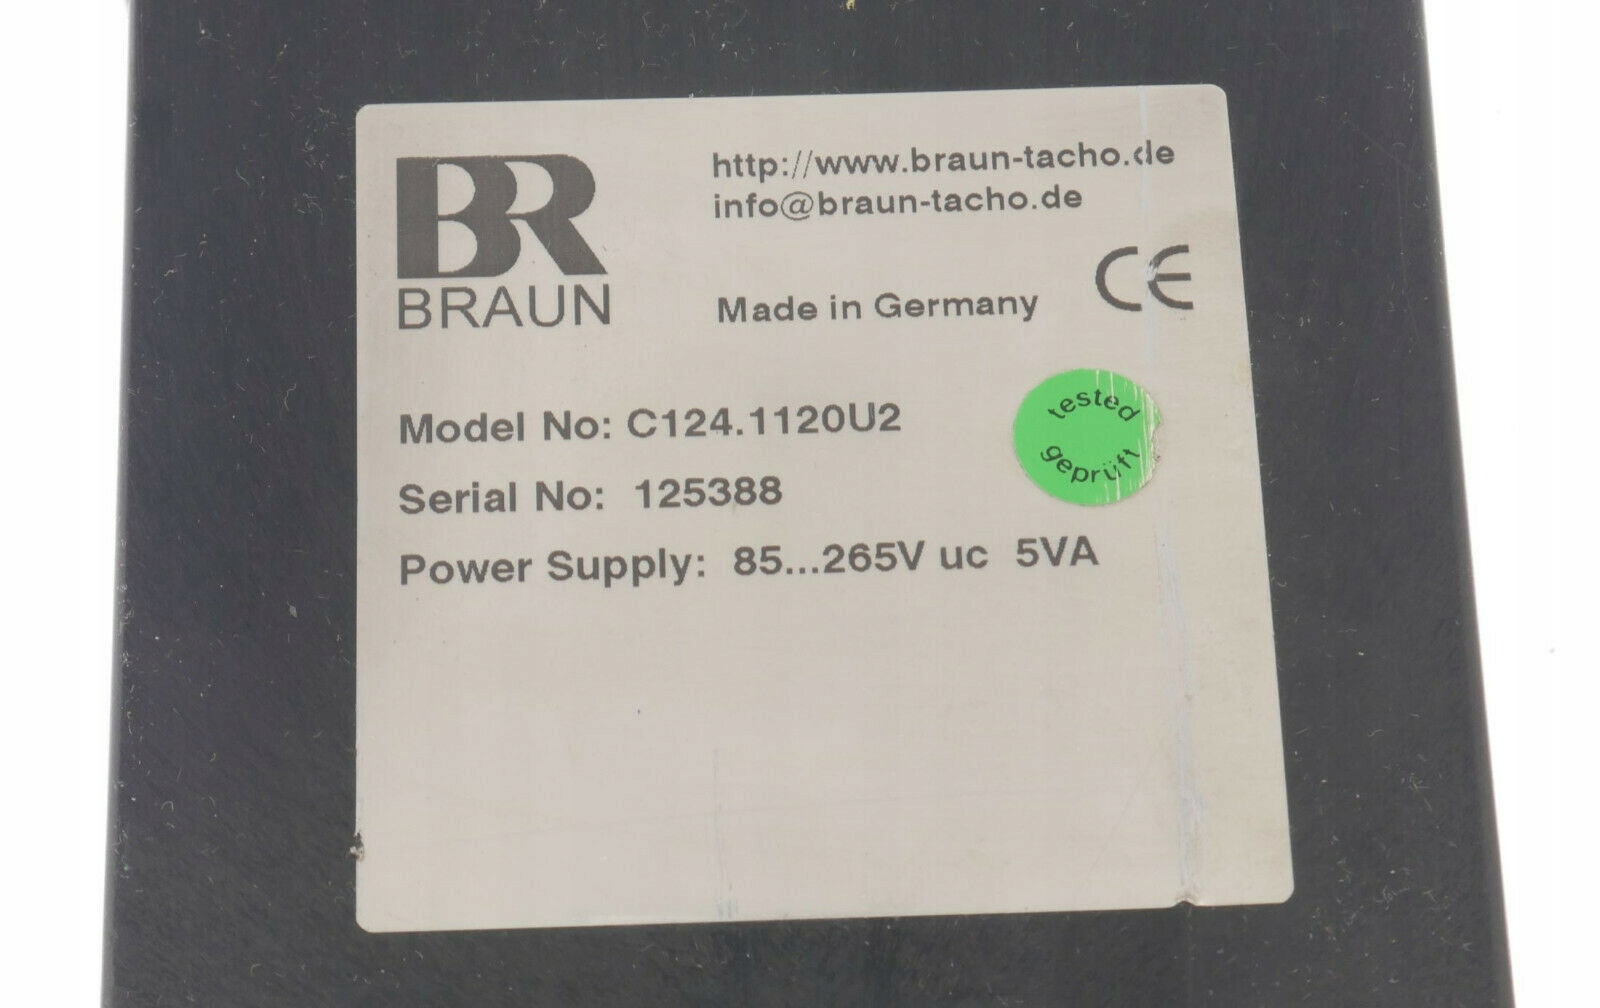 BR
BRAUN
http://www.braun-tacho.de
info@braun-tacho.de
Made in Germany
CE
Model No: C124.1120U2
tested
geprüft
Serial No: 125388
Power Supply: 85...265V uc 5VA